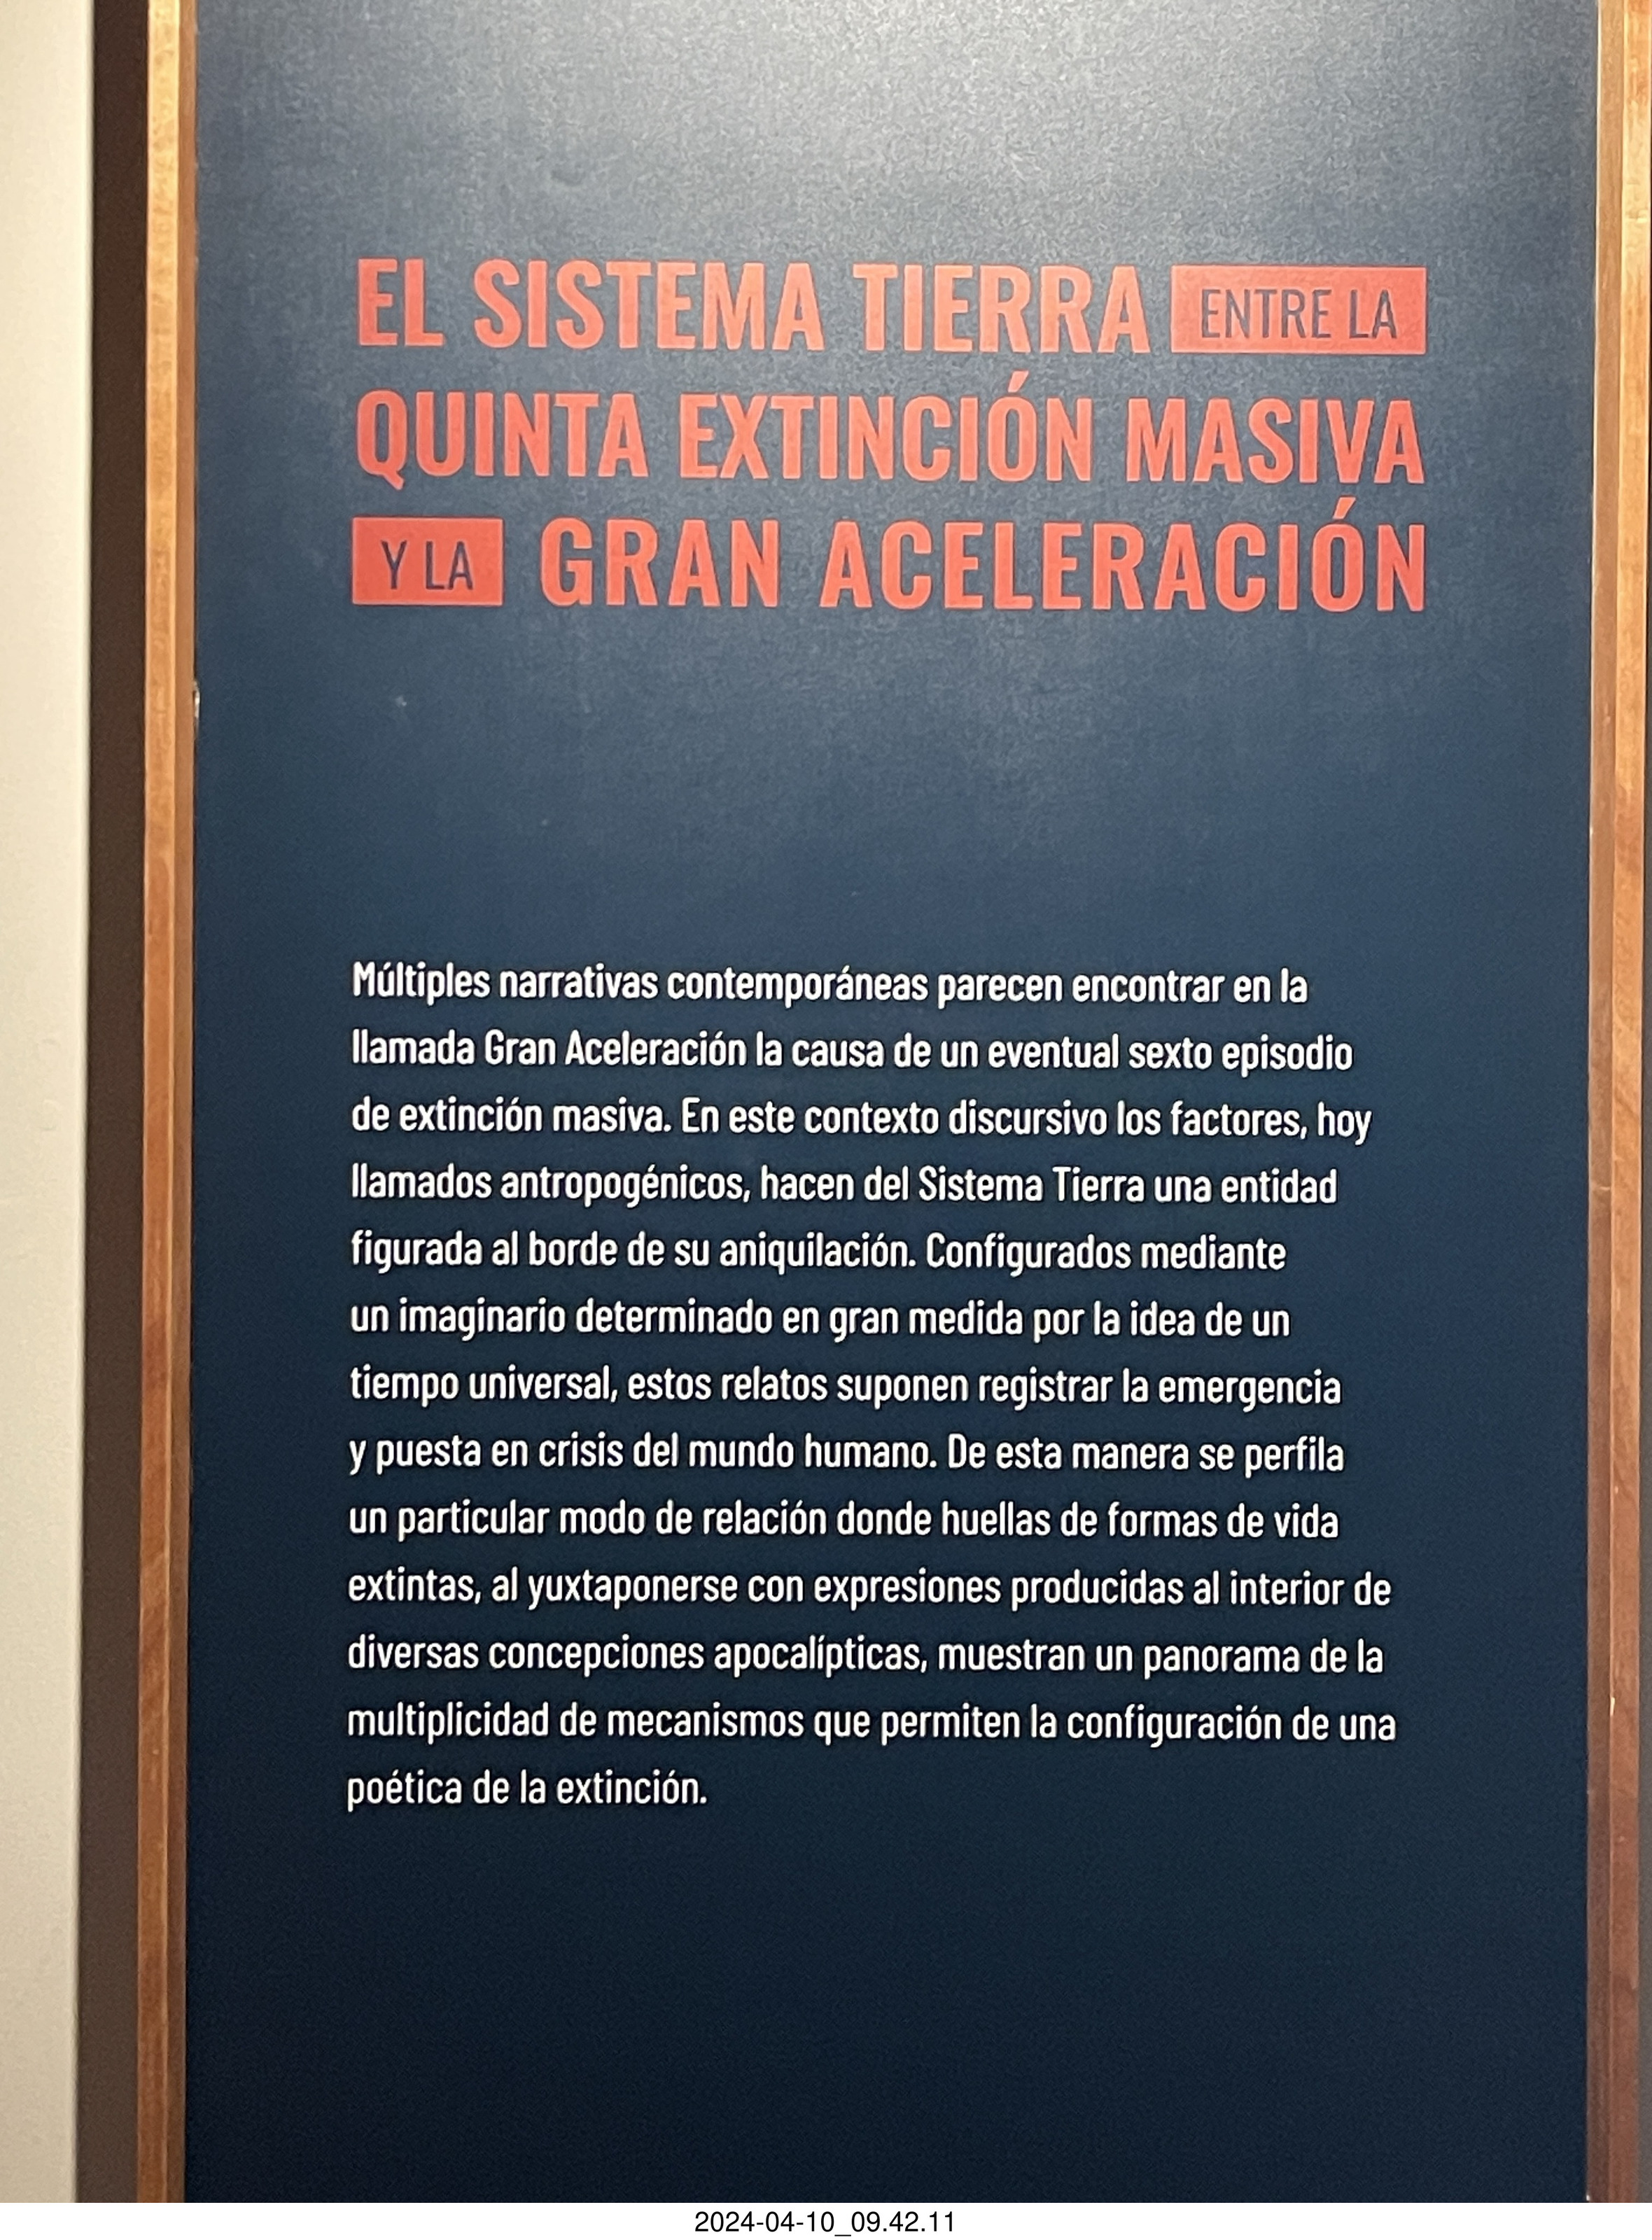 EL SISTEMA TIERRA ENTRE LA
QUINTA EXTINCIÓN MASIVA
Y LA GRAN ACELERACIÓN
Múltiples narrativas contemporáneas parecen encontrar en la
llamada Gran Aceleración la causa de un eventual sexto episodio
de extinción masiva. En este contexto discursivo los factores, hoy
llamados antropogénicos, hacen del Sistema Tierra una entidad
figurada al borde de su aniquilación. Configurados mediante
un imaginario determinado en gran medida por la idea de un
tiempo universal, estos relatos suponen registrar la emergencia
y puesta en crisis del mundo humano. De esta manera se perfila
un particular modo de relación donde huellas de formas de vida
extintas, al yuxtaponerse con expresiones producidas al interior de
diversas concepciones apocalípticas, muestran un panorama de la
multiplicidad de mecanismos que permiten la configuración de una
poética de la extinción.
2024-04-10_09.42.11